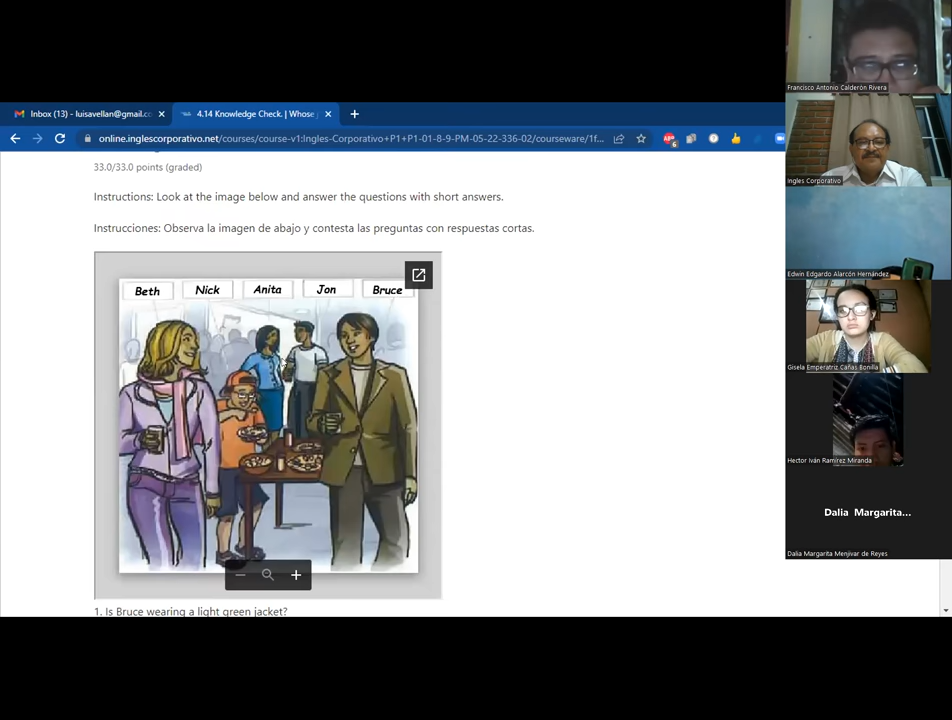 Inbox (13) - luisavellan@gmail.co
4.14 Knowledge Check. | Whose
online.inglescorporativo.net/courses/course-v1:Ingles-Corporativo+P1+P1-01-8-9-PM-05-22-336-02/courseware/1f...
6
33.0/33.0 points (graded)
Instructions: Look at the image below and answer the questions with short answers.
Instrucciones: Observa la imagen de abajo y contesta las preguntas con respuestas cortas.
Beth Nick Anita Jon Bruce
1. Is Bruce wearing a light green jacket?
Francisco Antonio Calderón Rivera
Ingles Corporativo
Edwin Edgardo Alarcón Hernández
Gisela Emperatriz Cañas Bonilla
Hector Iván Ramirez Miranda
Dalia Margarita...
Dalia Margarita Menjivar de Reyes